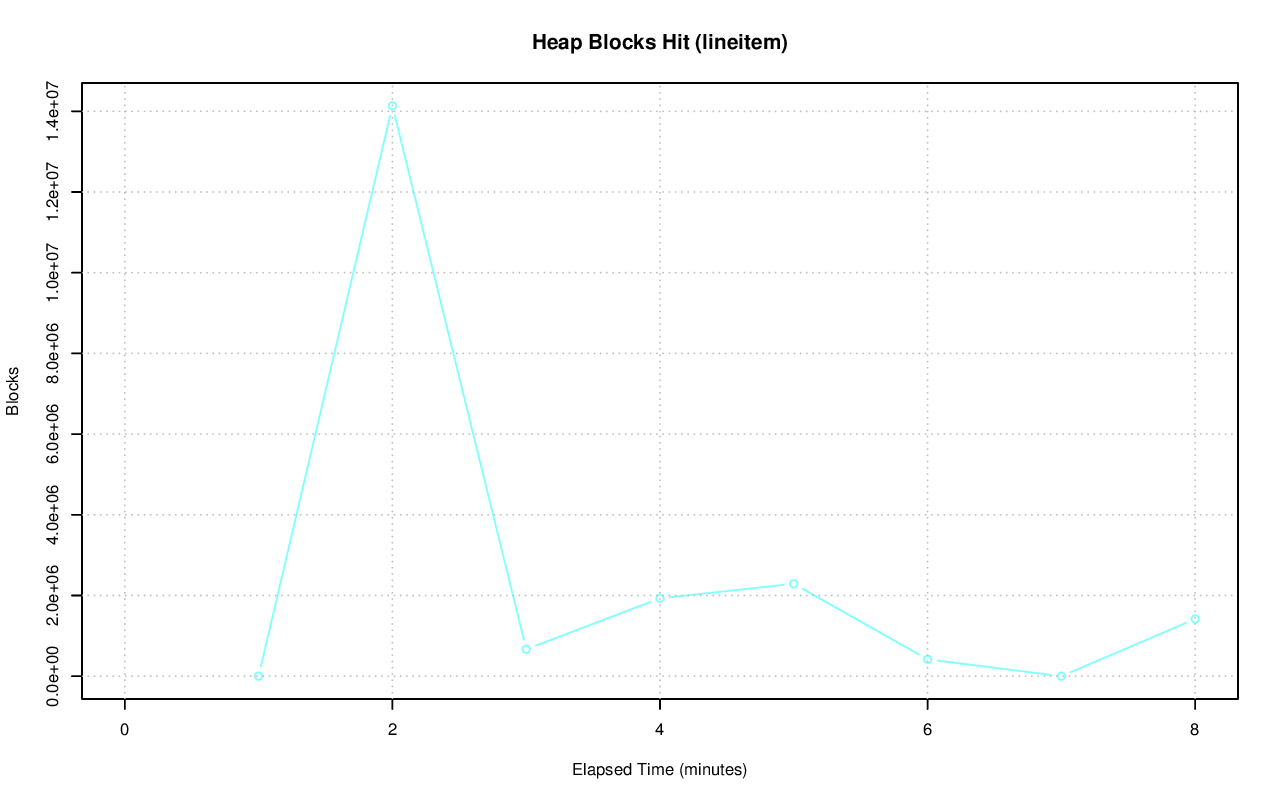 Heap Blocks Hit (lineitem)
1.4e+07
1.2e+07
1.0e+07
8.0e+06
6.0e+06
4.0e+06
2.0e+06
0.0e+00
Blocks
0 2 4 6 8
Elapsed Time (minutes)